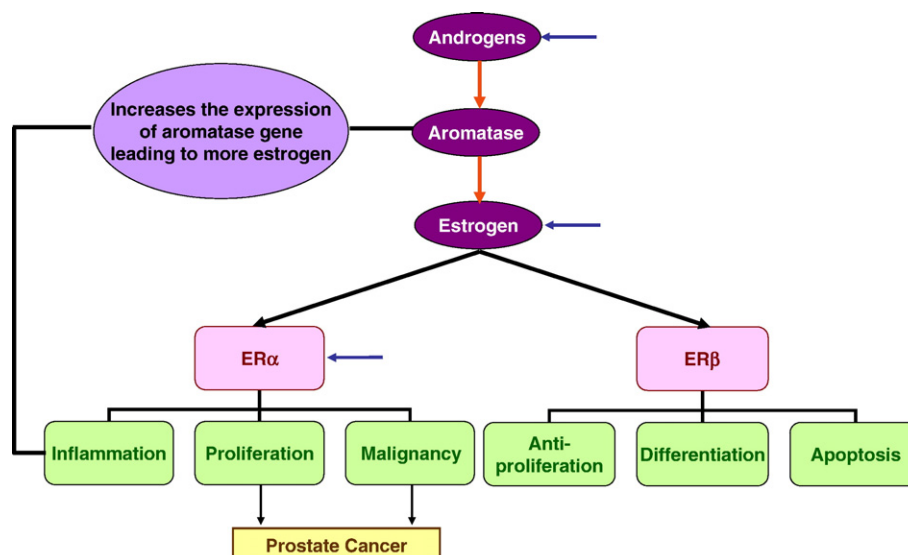 Androgens
Increases the expression
of aromatase gene
leading to more estrogen
Aromatase
Estrogen
ERα
ERβ
Inflammation
Proliferation
Malignancy
Anti-
proliferation
Differentiation
Apoptosis
Prostate Cancer